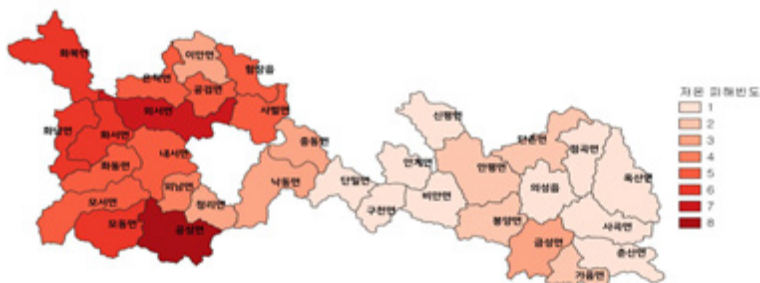 화북면
이안면
은척면
함창읍
공검면
외서면
사벌면
화남면
화서면
내서면
중동면
화동면
외남면
낙동면
모서면
청리면
모동면
공성면
신평면
단촌면
점곡면
안계면
안평면
단밀면
의성읍
옥산면
구천면
비안면
봉양면
사곡면
금성면
춘산면
가음면
저온 피해빈도
1
2
3
4
5
6
7
8